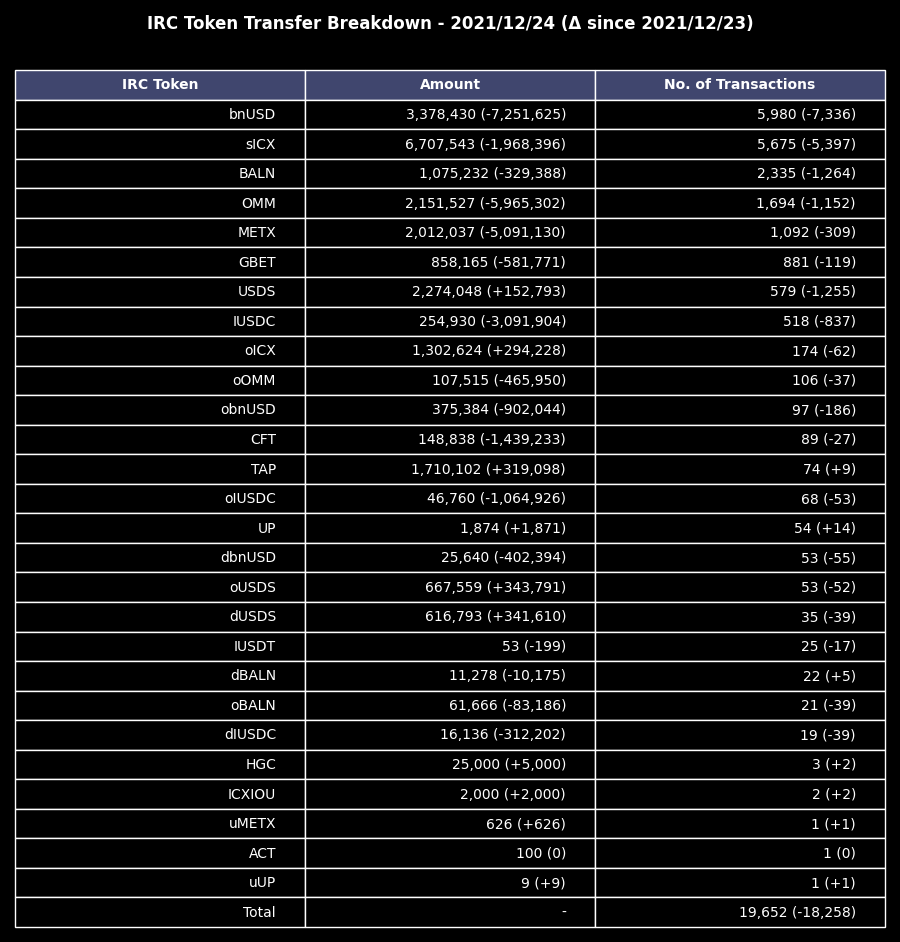 IRC Token Transfer Breakdown - 2021/12/24 (Δ since 2021/12/23)
IRC Token Amount No. of Transactions
bnUSD 3,378,430 (-7,251,625) 5,980 (-7,336)
sICX 6,707,543 (-1,968,396) 5,675 (-5,397)
BALN 1,075,232 (-329,388) 2,335 (-1,264)
OMM 2,151,527 (-5,965,302) 1,694 (-1,152)
METX 2,012,037 (-5,091,130) 1,092 (-309)
GBET 858,165 (-581,771) 881 (-119)
USDS 2,274,048 (+152,793) 579 (-1,255)
IUSDC 254,930 (-3,091,904) 518 (-837)
oICX 1,302,624 (+294,228) 174 (-62)
oOMM 107,515 (-465,950) 106 (-37)
obnUSD 375,384 (-902,044) 97 (-186)
CFT 148,838 (-1,439,233) 89 (-27)
TAP 1,710,102 (+319,098) 74 (+9)
oIUSDC 46,760 (-1,064,926) 68 (-53)
UP 1,874 (+1,871) 54 (+14)
dbnUSD 25,640 (-402,394) 53 (-55)
oUSDS 667,559 (+343,791) 53 (-52)
dUSDS 616,793 (+341,610) 35 (-39)
IUSDT 53 (-199) 25 (-17)
dBALN 11,278 (-10,175) 22 (+5)
oBALN 61,666 (-83,186) 21 (-39)
dIUSDC 16,136 (-312,202) 19 (-39)
HGC 25,000 (+5,000) 3 (+2)
ICXIOU 2,000 (+2,000) 2 (+2)
uMETX 626 (+626) 1 (+1)
ACT 100 (0) 1 (0)
uUP 9 (+9) 1 (+1)
Total - 19,652 (-18,258)